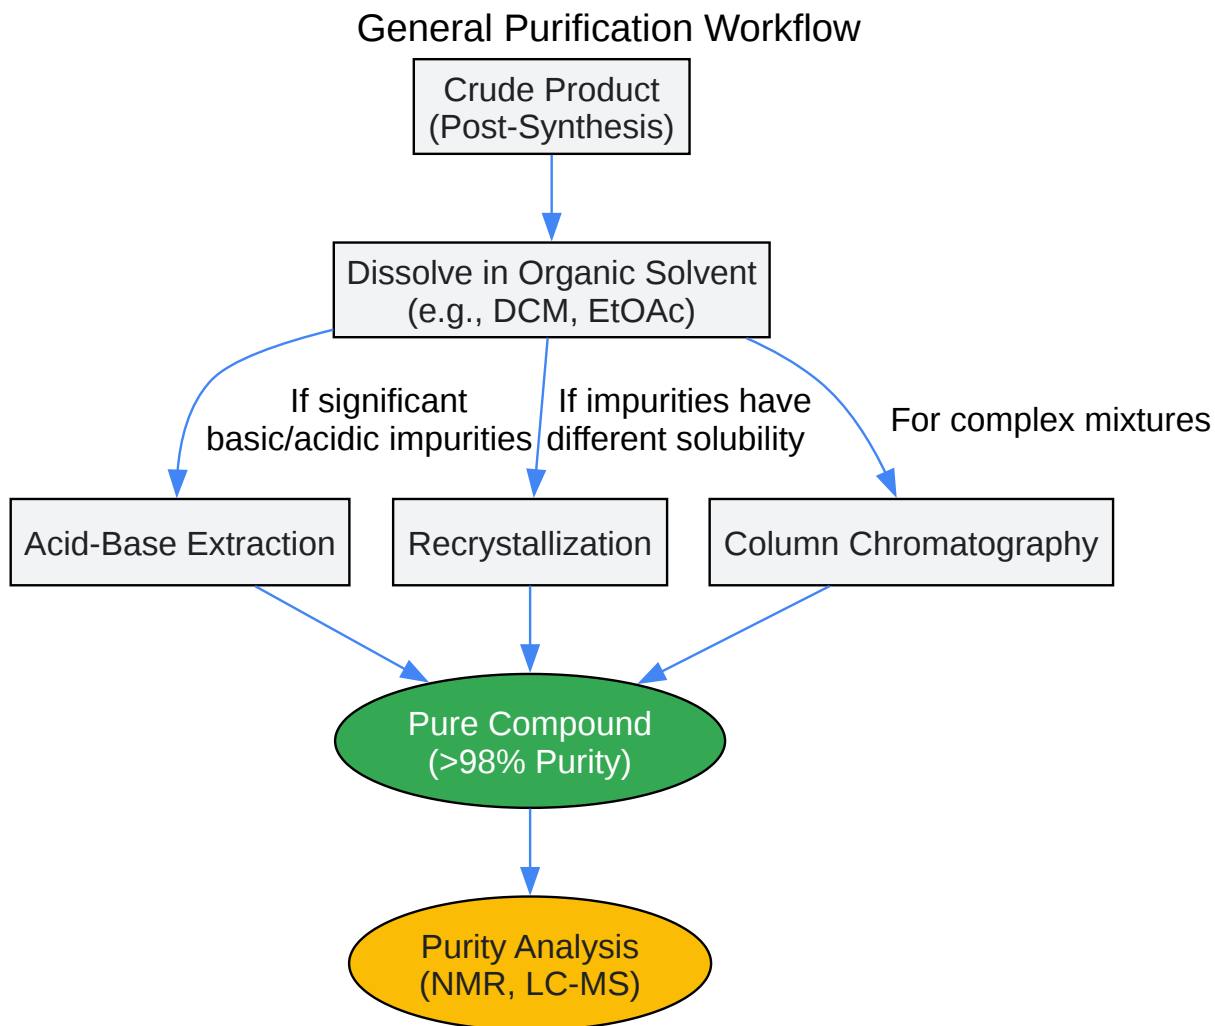 General Purification Workflow
Crude Product
(Post-Synthesis)
Dissolve in Organic Solvent
(e.g., DCM, EtOAc)
If significant
basic/acidic impurities
If impurities have
different solubility
For complex mixtures
Acid-Base Extraction
Recrystallization
Column Chromatography
Pure Compound
(>98% Purity)
Purity Analysis
(NMR, LC-MS)